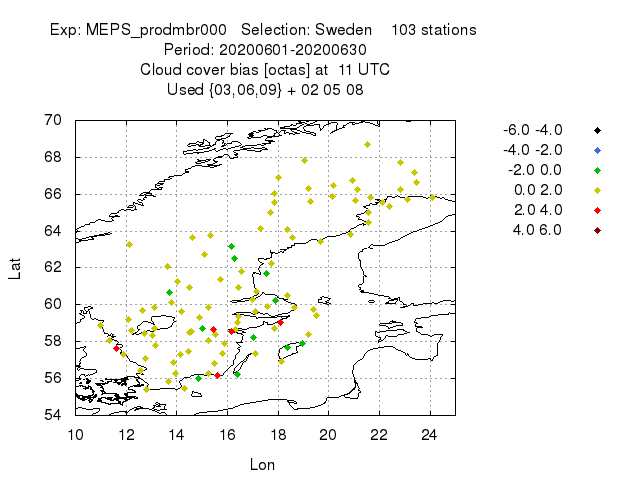 Exp: MEPS_prodmbr000 Selection: Sweden 103 stations
Period: 20200601-20200630
Cloud cover bias [octas] at 11 UTC
Used {03,06,09} + 02 05 08
70
68
66
64
62
60
58
56
54
Lat
10 12 14 16 18 20 22 24
Lon
-6.0 -4.0
-4.0 -2.0
-2.0 0.0
0.0 2.0
2.0 4.0
4.0 6.0